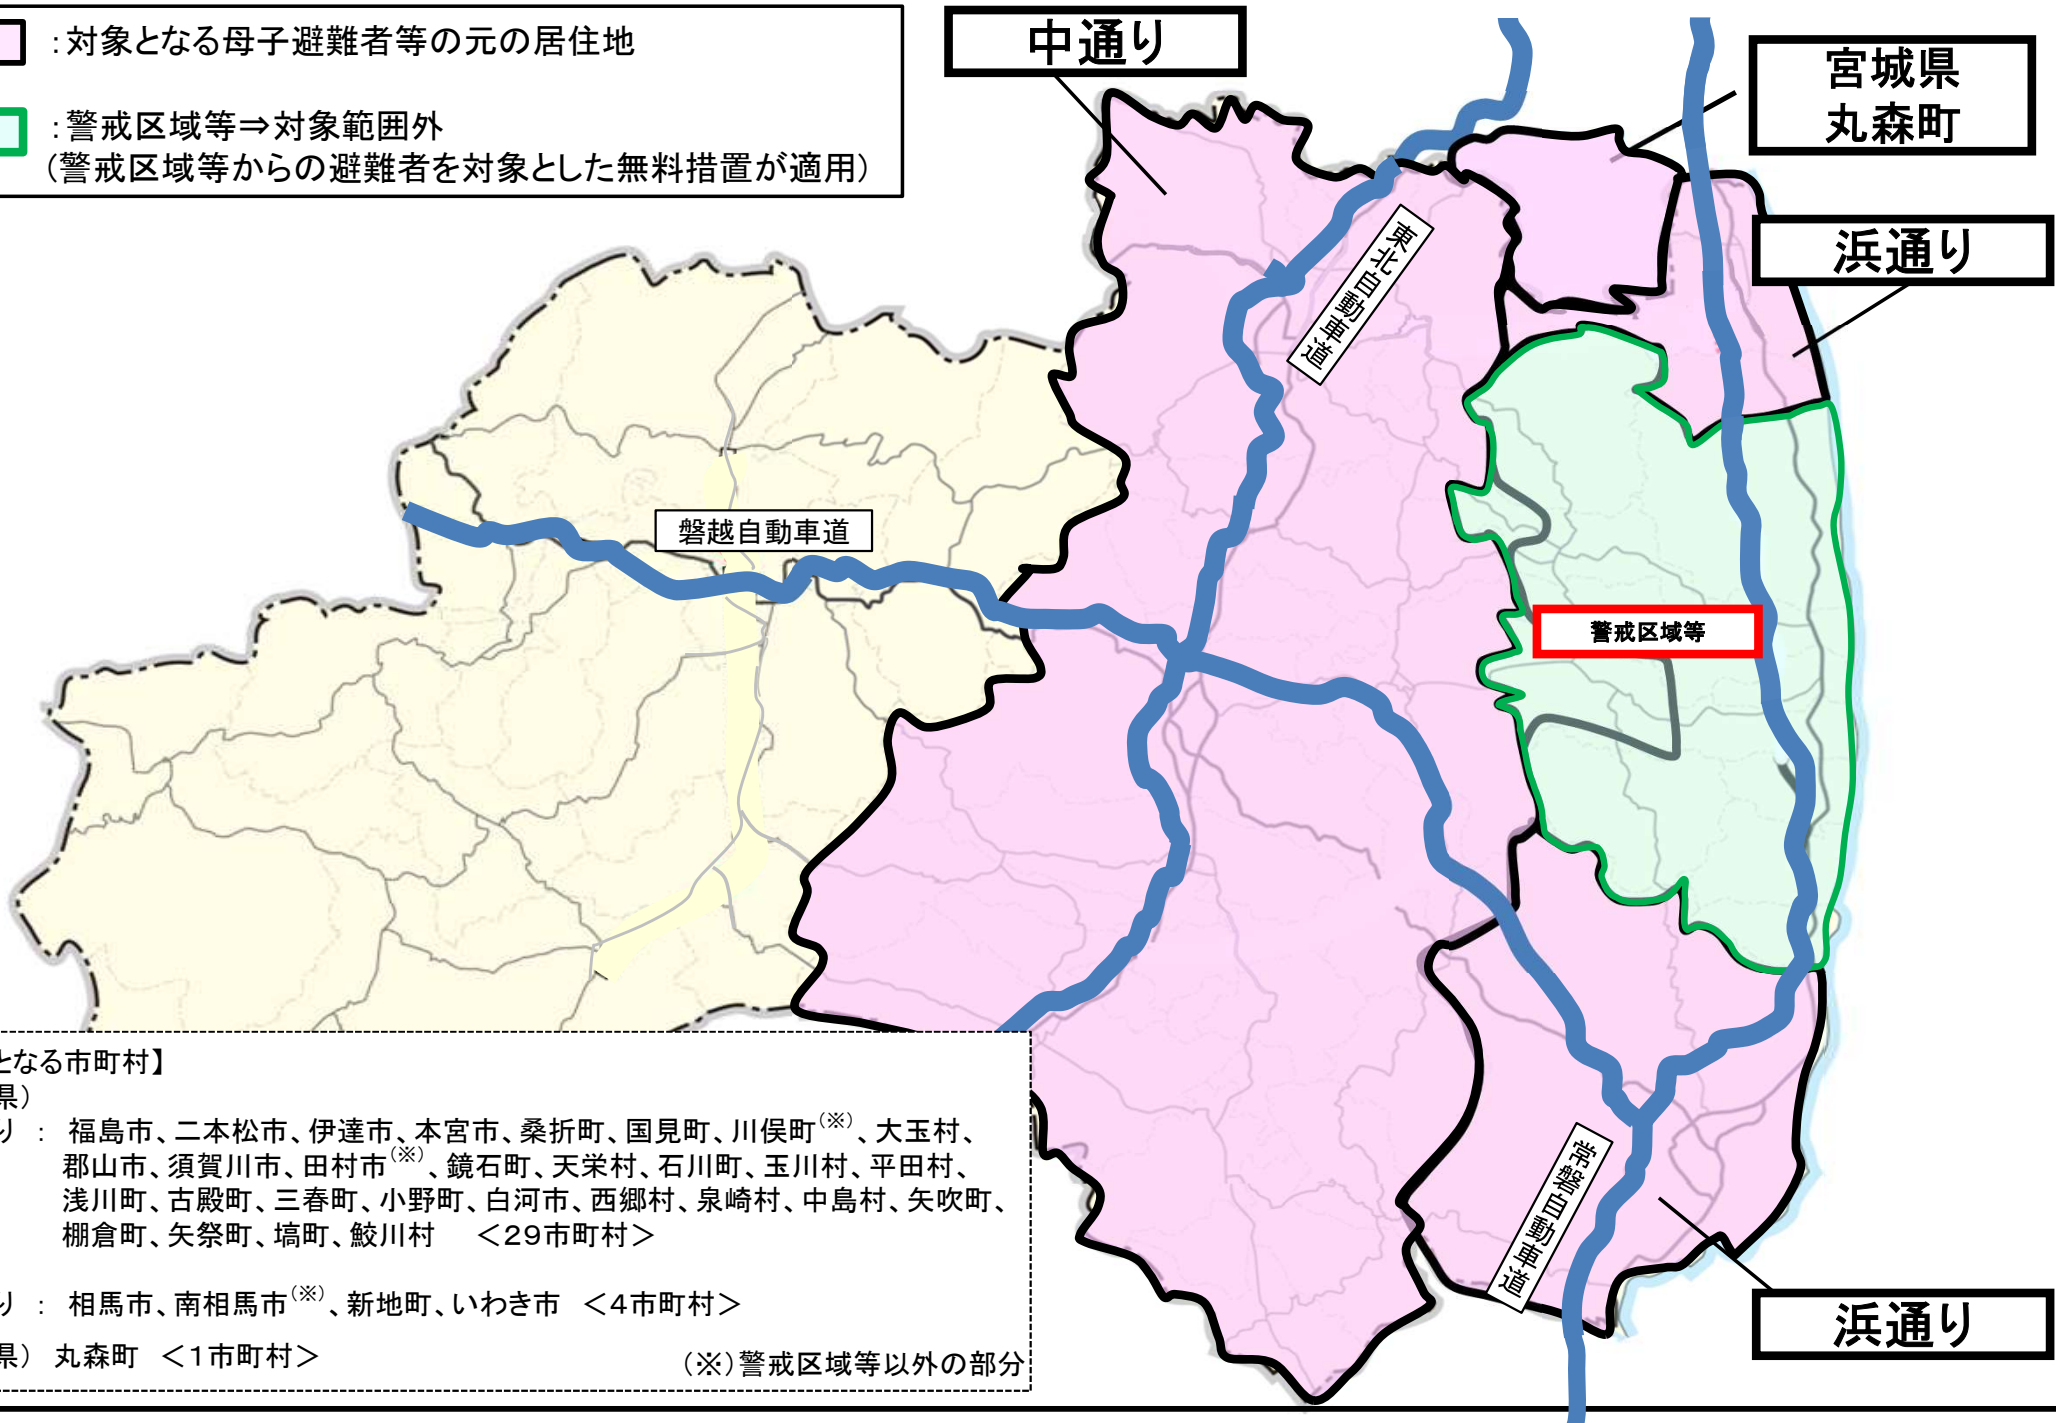 ：対象となる母子避難者等の元の居住地
：警戒区域等⇒対象範囲外
（警戒区域等からの避難者を対象とした無料措置が適用）
中通り
宮城県
丸森町
浜通り
東北自動車道
磐越自動車道
警戒区域等
常磐自動車道
浜通り
となる市町村】
県）
り ： 福島市、二本松市、伊達市、本宮市、桑折町、国見町、川俣町（※）、大玉村、
郡山市、須賀川市、田村市（※）、鏡石町、天栄村、石川町、玉川村、平田村、
浅川町、古殿町、三春町、小野町、白河市、西郷村、泉崎村、中島村、矢吹町、
棚倉町、矢祭町、塙町、鮫川村 ＜29市町村＞
り ： 相馬市、南相馬市（※）、新地町、いわき市 ＜4市町村＞
県） 丸森町 ＜1市町村＞
（※）警戒区域等以外の部分